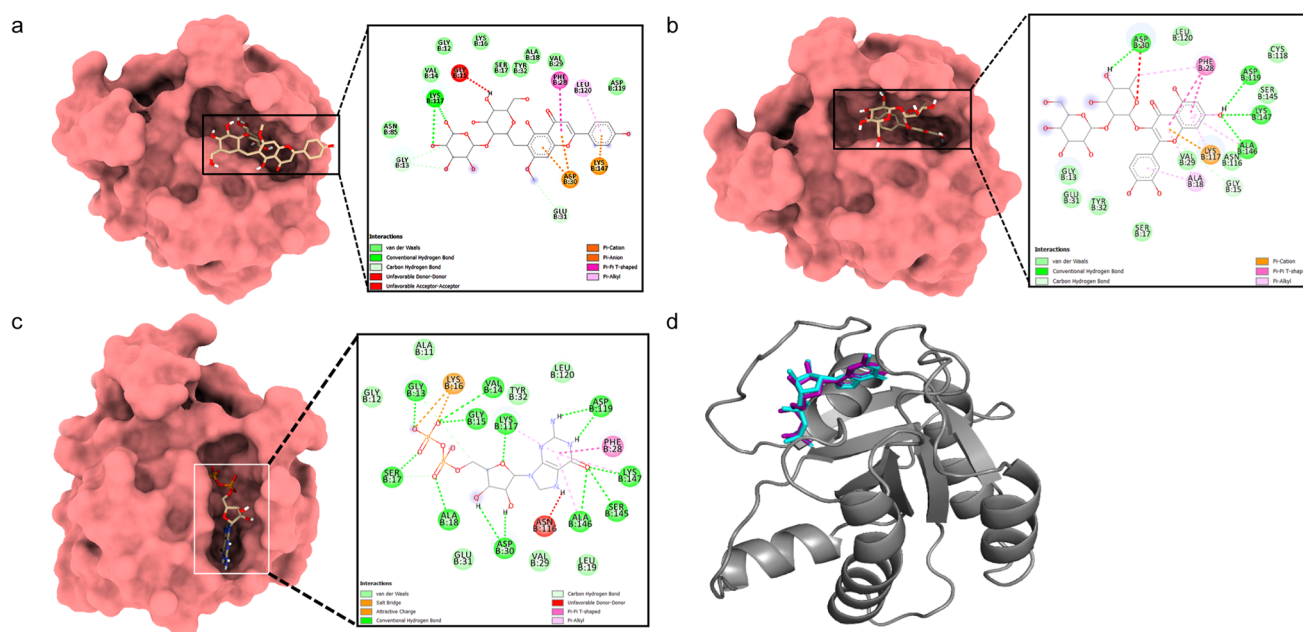 a
GLY
B:12
LYS
B:16
VAL
B:14
SER
B:17
TYR
B:32
ALA
B:18
VAL
B:29
PHE
B:28
LEU
B:120
ASP
B:119
LYS
B:117
ASN
B:85
GLY
B:13
H
O
ASP
B:30
LYS
B:147
GLU
B:31
Interactions
van der Waals
Conventional Hydrogen Bond
Carbon Hydrogen Bond
Unfavorable Donor-Donor
Unfavorable Acceptor-Acceptor
Pi-Cation
Pi-Anion
Pi-Pi T-shaped
Pi-Alkyl
b
ASP
B:30
LEU
B:120
CYS
B:118
PHE
B:28
ASP
B:119
SER
B:145
LYS
B:147
ALA
B:146
VAL
B:29
LYS
B:117
ASN
B:116
ALA
B:18
GLY
B:15
GLY
B:13
GLU
B:31
TYR
B:32
SER
B:17
Interactions
van der Waals
Conventional Hydrogen Bond
Carbon Hydrogen Bond
Pi-Cation
Pi-Pi T-shap
Pi-Alkyl
c
ALA
B:11
GLY
B:12
GLY
B:13
LYS
B:16
VAL
B:14
TYR
B:32
LEU
B:120
GLY
B:15
LYS
B:117
ASP
B:119
PHE
B:28
SER
B:17
LYS
B:147
ALA
B:18
ASN
B:116
ALA
B:146
SER
B:145
GLU
B:31
ASP
B:30
VAL
B:29
LEU
B:19
Interactions
van der Waals
Salt Bridge
Attractive Charge
Conventional Hydrogen Bond
Carbon Hydrogen Bond
Unfavorable Donor-Donor
Pi-Pi T-shaped
Pi-Alkyl
d